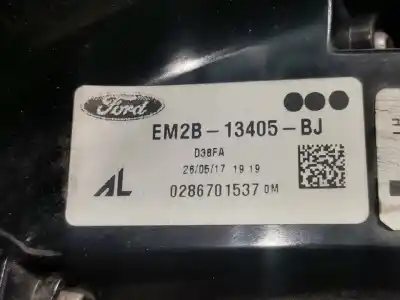 Ford
EM2B-13405-BJ
D38FA
26/05/17 19 19
AL
0286701537 0M